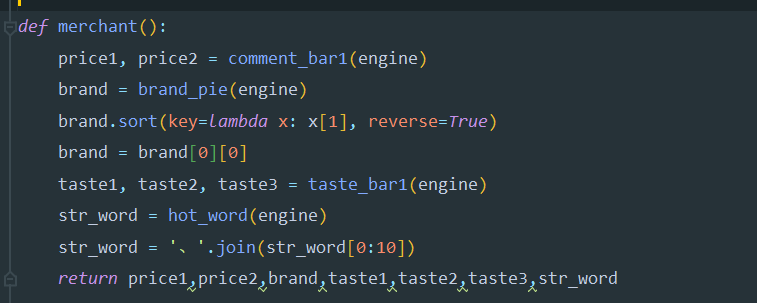 def merchant():
    price1, price2 = comment_bar1(engine)
    brand = brand_pie(engine)
    brand.sort(key=lambda x: x[1], reverse=True)
    brand = brand[0][0]
    taste1, taste2, taste3 = taste_bar1(engine)
    str_word = hot_word(engine)
    str_word = '、'.join(str_word[0:10])
    return price1,price2,brand,taste1,taste2,taste3,str_word